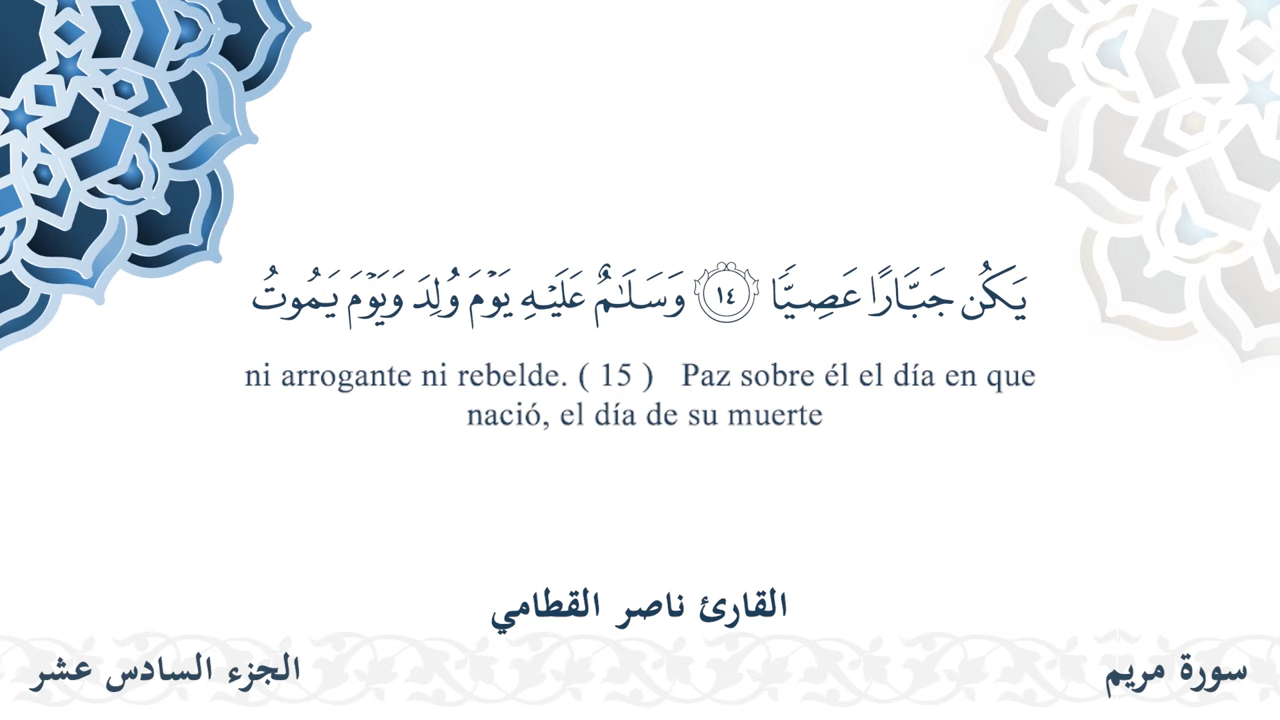 يَكُن جَبَّارًا عَصِيًّا ١٤ وَسَلَـٰمٌ عَلَيْهِ يَوْمَ وُلِدَ وَيَوْمَ يَمُوتُ
ni arrogante ni rebelde. ( 15 ) Paz sobre él el día en que
nació, el día de su muerte
القارئ ناصر القطامي
سورة مريم
الجزء السادس عشر